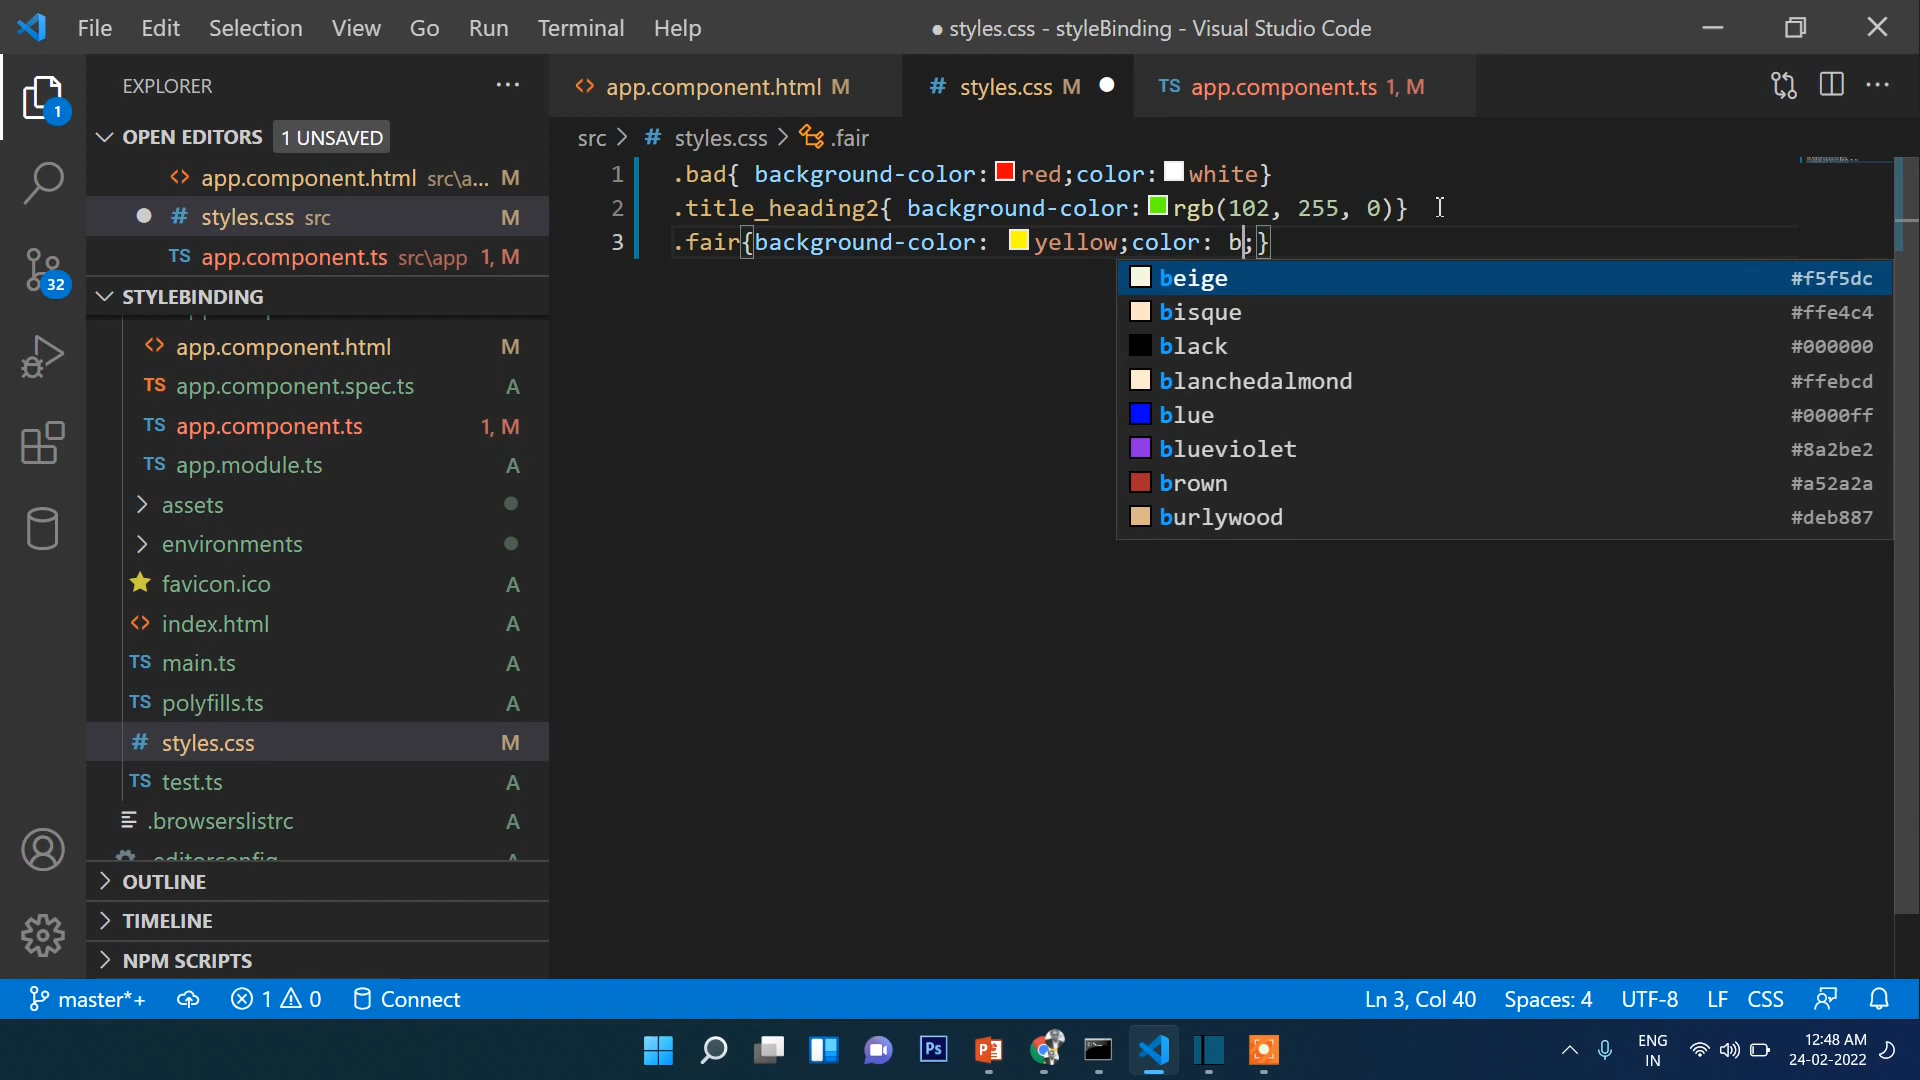 File Edit Selection View Go Run Terminal Help
● styles.css - styleBinding - Visual Studio Code
1
EXPLORER
OPEN EDITORS 1 UNSAVED
app.component.html src\a... M
styles.css src M
TS app.component.ts src\app 1, M
STYLEBINDING
app.component.html M
TS app.component.spec.ts A
TS app.component.ts 1, M
TS app.module.ts A
assets
environments
favicon.ico A
index.html A
TS main.ts A
TS polyfills.ts A
# styles.css M
TS test.ts A
.browserslistrc A
.editorconfig A
OUTLINE
TIMELINE
NPM SCRIPTS
32
app.component.html M
# styles.css M
TS app.component.ts 1, M
src > # styles.css > .fair
1 .bad{ background-color: red;color: white}
2 .title_heading2{ background-color: rgb(102, 255, 0)}
3 .fair{background-color: yellow;color: b;}
beige #f5f5dc
bisque #ffe4c4
black #000000
blanchedalmond #ffebcd
blue #0000ff
blueviolet #8a2be2
brown #a52a2a
burlywood #deb887
master*+ 1 0 Connect
Ln 3, Col 40 Spaces: 4 UTF-8 LF CSS
Ps
ENG
IN
12:48 AM
24-02-2022